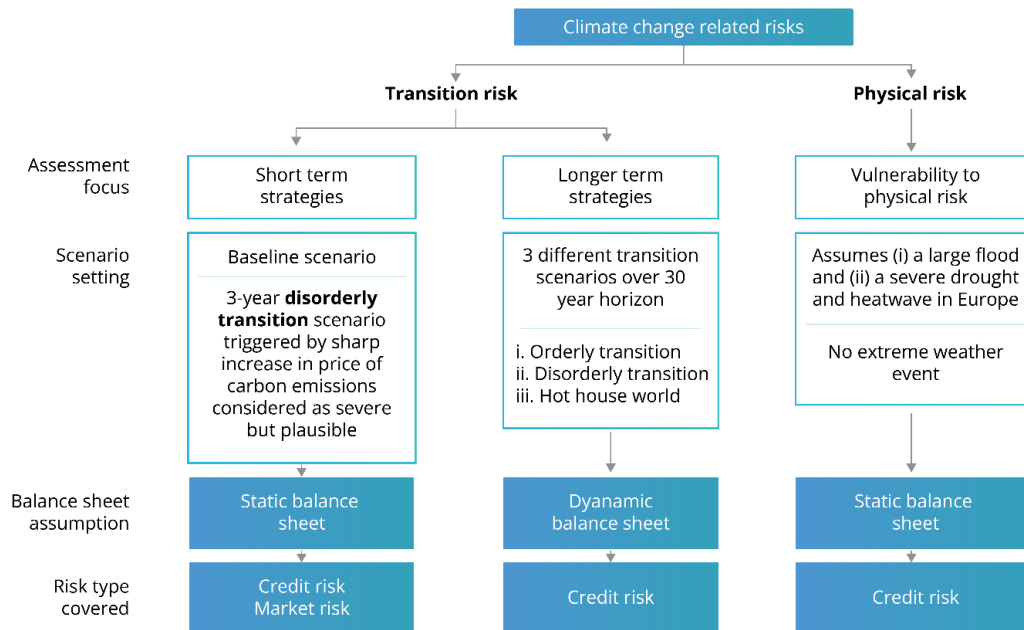 Climate change related risks
Transition risk
Physical risk
Assessment
focus
Short term
strategies
Longer term
strategies
Vulnerability to
physical risk
Scenario
setting
Baseline scenario
3-year disorderly
transition scenario
triggered by sharp
increase in price of
carbon emissions
considered as severe
but plausible
3 different transition
scenarios over 30
year horizon
i. Orderly transition
ii. Disorderly transition
iii. Hot house world
Assumes (i) a large flood
and (ii) a severe drought
and heatwave in Europe
No extreme weather
event
Balance sheet
assumption
Static balance
sheet
Dyanamic
balance sheet
Static balance
sheet
Risk type
covered
Credit risk
Market risk
Credit risk
Credit risk